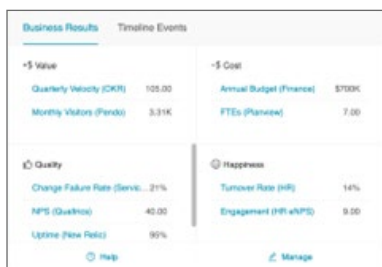 Business Results Timeline Events
+$ Value
Quarterly Velocity (OKR) 105.00
Monthly Visitors (Pendo) 3.31K
-$ Cost
Annual Budget (Finance) $700K
FTEs (Planview) 7.00
Quality
Change Failure Rate (Servic... 21%
NPS (Qualtrics) 40.00
Uptime (New Relic) 99%
Happiness
Turnover Rate (HR) 14%
Engagement (HR eNPS) 9.00
Help Manage